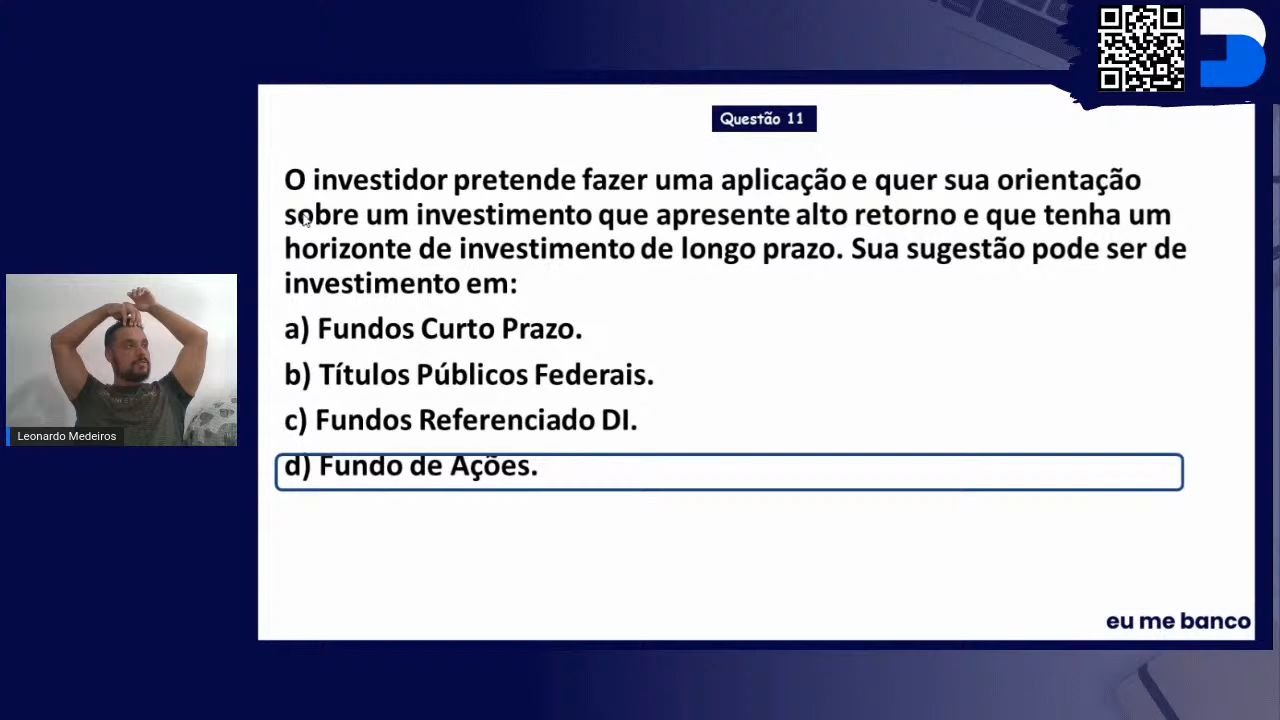 Questão 11
O investidor pretende fazer uma aplicação e quer sua orientação
sobre um investimento que apresente alto retorno e que tenha um
horizonte de investimento de longo prazo. Sua sugestão pode ser de
investimento em:
a) Fundos Curto Prazo.
b) Títulos Públicos Federais.
c) Fundos Referenciado DI.
d) Fundo de Ações.
Leonardo Medeiros
eu me banco